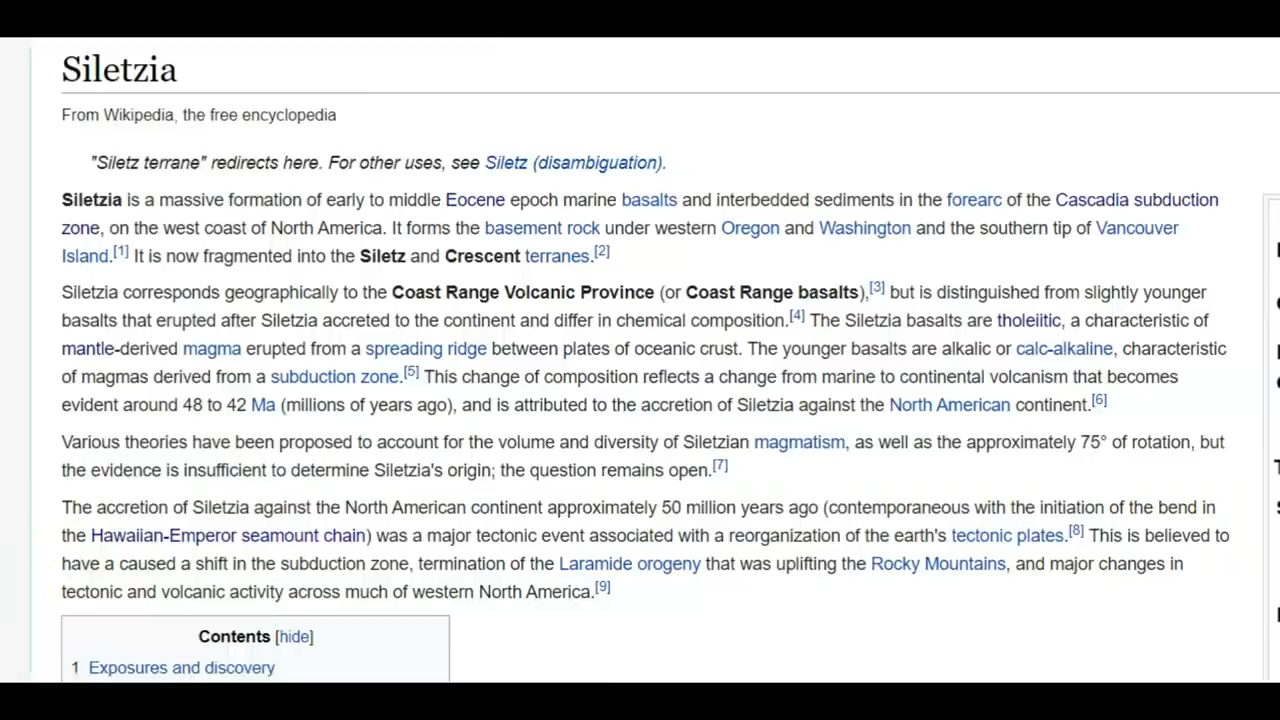 Siletzia
From Wikipedia, the free encyclopedia
"Siletz terrane" redirects here. For other uses, see Siletz (disambiguation).
Siletzia is a massive formation of early to middle Eocene epoch marine basalts and interbedded sediments in the forearc of the Cascadia subduction
zone, on the west coast of North America. It forms the basement rock under western Oregon and Washington and the southern tip of Vancouver
Island.[1] It is now fragmented into the Siletz and Crescent terranes.[2]
Siletzia corresponds geographically to the Coast Range Volcanic Province (or Coast Range basalts),[3] but is distinguished from slightly younger
basalts that erupted after Siletzia accreted to the continent and differ in chemical composition.[4] The Siletzia basalts are tholeiitic, a characteristic of
mantle-derived magma erupted from a spreading ridge between plates of oceanic crust. The younger basalts are alkalic or calc-alkaline, characteristic
of magmas derived from a subduction zone.[5] This change of composition reflects a change from marine to continental volcanism that becomes
evident around 48 to 42 Ma (millions of years ago), and is attributed to the accretion of Siletzia against the North American continent.[6]
Various theories have been proposed to account for the volume and diversity of Siletzian magmatism, as well as the approximately 75° of rotation, but
the evidence is insufficient to determine Siletzia's origin; the question remains open.[7]
The accretion of Siletzia against the North American continent approximately 50 million years ago (contemporaneous with the initiation of the bend in
the Hawaiian-Emperor seamount chain) was a major tectonic event associated with a reorganization of the earth's tectonic plates.[8] This is believed to
have a caused a shift in the subduction zone, termination of the Laramide orogeny that was uplifting the Rocky Mountains, and major changes in
tectonic and volcanic activity across much of western North America.[9]
Contents [hide]
1 Exposures and discovery